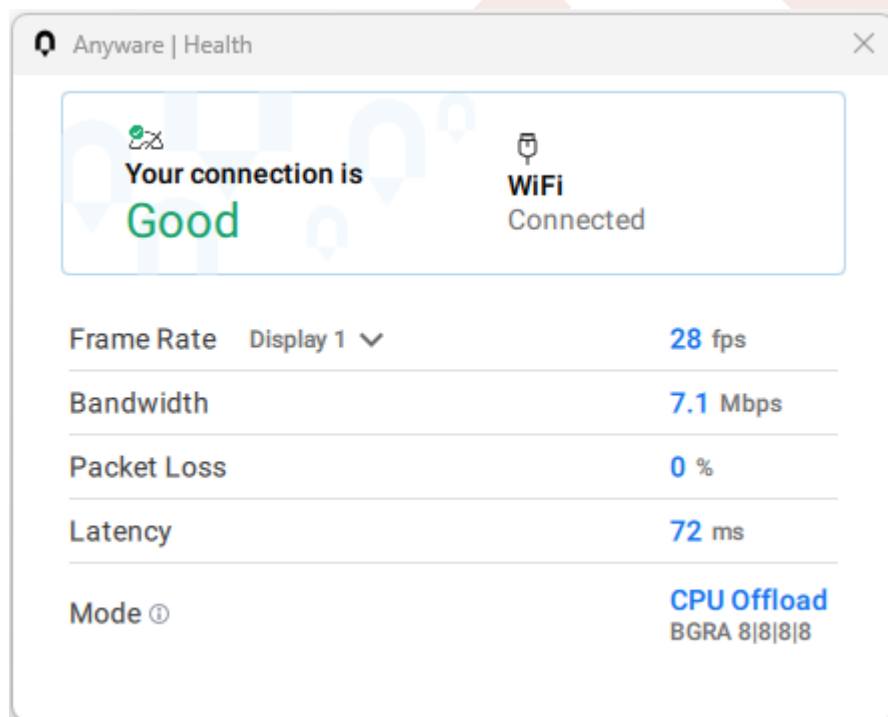 Anyware | Health
Your connection is
Good
WiFi
Connected
Frame Rate Display 1 28 fps
Bandwidth 7.1 Mbps
Packet Loss 0 %
Latency 72 ms
Mode CPU Offload
BGRA 8|8|8|8